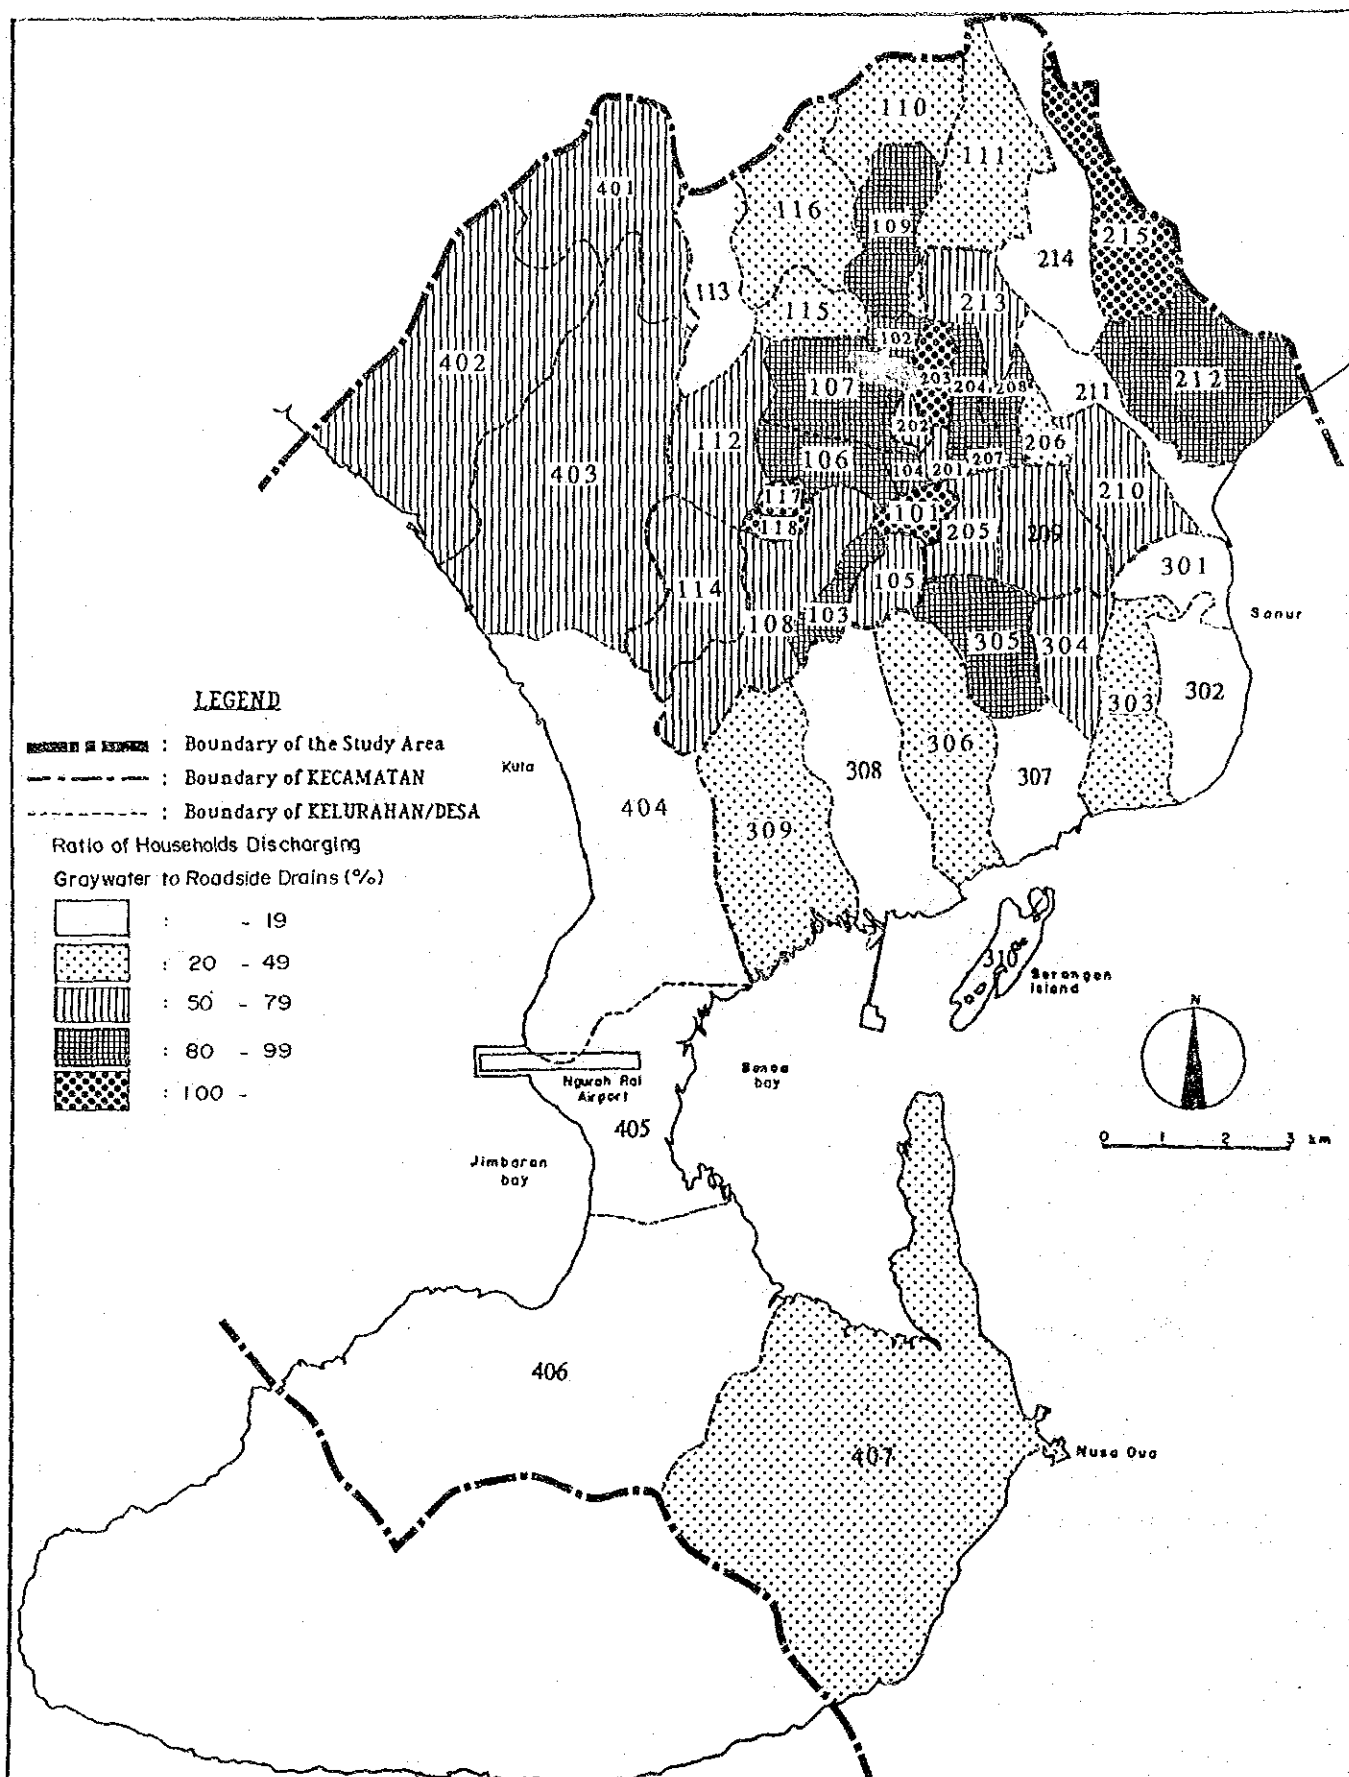 110
111
401
116
109
215
214
113
213
115
102
402
107
203
204
208
211
212
202
112
206
106
207
403
104
201
117
210
101
118
205
209
301
114
105
Sanur
103
108
305
304
302
303
LEGEND
: Boundary of the Study Area
306
Kuta
308
307
: Boundary of KECAMATAN
404
: Boundary of KELURAHAN/DESA
309
Ratio of Households Discharging
Graywater to Roadside Drains (%)
: - 19
: 20 - 49
: 50 - 79
: 80 - 99
: 100 -
310
Serangan
Island
N
Benoa
bay
Ngurah Rai
Airport
405
0 1 2 3 km
Jimbaran
bay
406
407
Nusa Dua